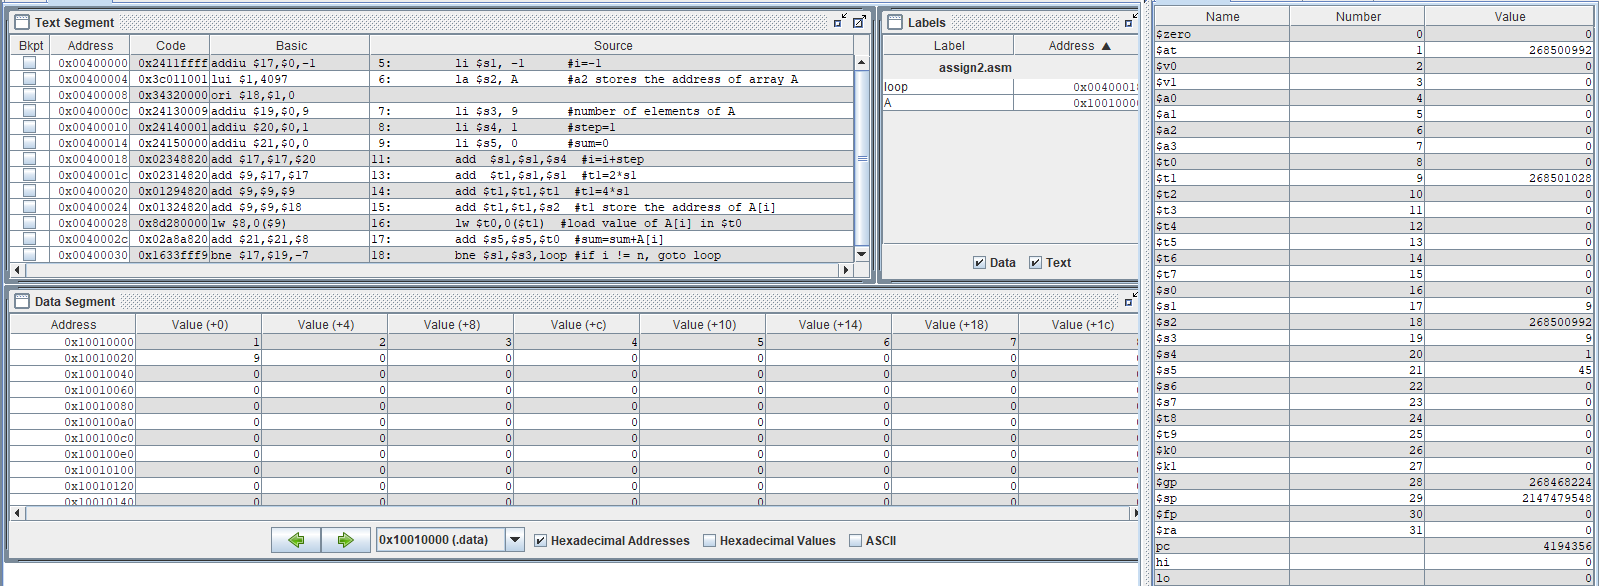 Text Segment
Bkpt Address Code Basic Source
0x00400000 0x2411ffff addiu $17,$0,-1 5: li $s1, -1 #i=-1
0x00400004 0x3c011001 lui $1,4097 6: la $s2, A #a2 stores the address of array A
0x00400008 0x34320000 ori $18,$1,0
0x0040000c 0x24130009 addiu $19,$0,9 7: li $s3, 9 #number of elements of A
0x00400010 0x24140001 addiu $20,$0,1 8: li $s4, 1 #step=1
0x00400014 0x24150000 addiu $21,$0,0 9: li $s5, 0 #sum=0
0x00400018 0x02348820 add $17,$17,$20 11: add $s1,$s1,$s4 #i=i+step
0x0040001c 0x02314820 add $9,$17,$17 13: add $t1,$s1,$s1 #t1=2*s1
0x00400020 0x01294820 add $9,$9,$9 14: add $t1,$t1,$t1 #t1=4*s1
0x00400024 0x01324820 add $9,$9,$18 15: add $t1,$t1,$s2 #t1 store the address of A[i]
0x00400028 0x8d280000 lw $8,0($9) 16: lw $t0,0($t1) #load value of A[i] in $t0
0x0040002c 0x02a8a820 add $21,$21,$8 17: add $s5,$s5,$t0 #sum=sum+A[i]
0x00400030 0x1633fff9 bne $17,$19,-7 18: bne $s1,$s3,loop #if i != n, goto loop
Labels
Label Address ▲
assign2.asm
loop 0x0040001
A 0x1001000
Data Text
Data Segment
Address Value (+0) Value (+4) Value (+8) Value (+c) Value (+10) Value (+14) Value (+18) Value (+1c)
0x10010000 1 2 3 4 5 6 7
0x10010020 9 0 0 0 0 0 0
0x10010040 0 0 0 0 0 0 0
0x10010060 0 0 0 0 0 0 0
0x10010080 0 0 0 0 0 0 0
0x100100a0 0 0 0 0 0 0 0
0x100100c0 0 0 0 0 0 0 0
0x100100e0 0 0 0 0 0 0 0
0x10010100 0 0 0 0 0 0 0
0x10010120 0 0 0 0 0 0 0
0x10010140 0 0 0 0 0 0 0
0x10010000 (.data) Hexadecimal Addresses Hexadecimal Values ASCII
Name Number Value
$zero 0 0
$at 1 268500992
$v0 2 0
$v1 3 0
$a0 4 0
$a1 5 0
$a2 6 0
$a3 7 0
$t0 8 0
$t1 9 268501028
$t2 10 0
$t3 11 0
$t4 12 0
$t5 13 0
$t6 14 0
$t7 15 0
$s0 16 0
$s1 17 9
$s2 18 268500992
$s3 19 9
$s4 20 1
$s5 21 45
$s6 22 0
$s7 23 0
$t8 24 0
$t9 25 0
$k0 26 0
$k1 27 0
$gp 28 268468224
$sp 29 2147479548
$fp 30 0
$ra 31 0
pc 4194356
hi 0
lo 0